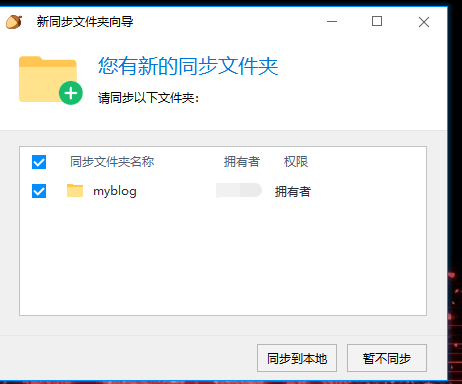 新同步文件夹向导
您有新的同步文件夹
请同步以下文件夹：
同步文件夹名称 拥有者 权限
myblog 拥有者
同步到本地 暂不同步